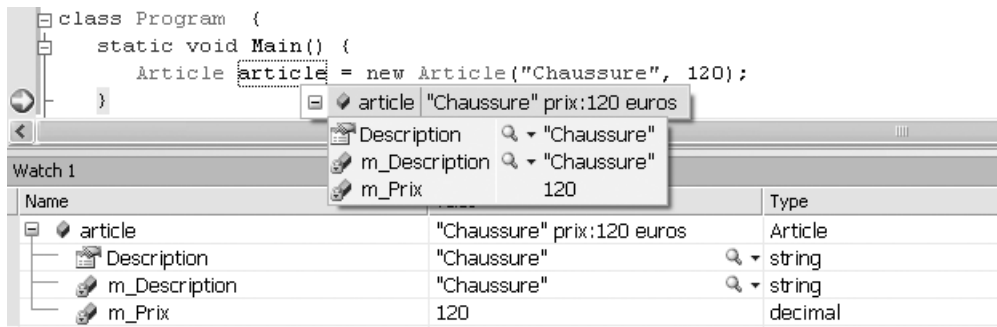 class Program {
static void Main() {
Article article = new Article("Chaussure", 120);
}
article "Chaussure" prix:120 euros
Description "Chaussure"
m_Description "Chaussure"
m_Prix 120
Watch 1
Name Type
article "Chaussure" prix:120 euros Article
Description "Chaussure" string
m_Description "Chaussure" string
m_Prix 120 decimal